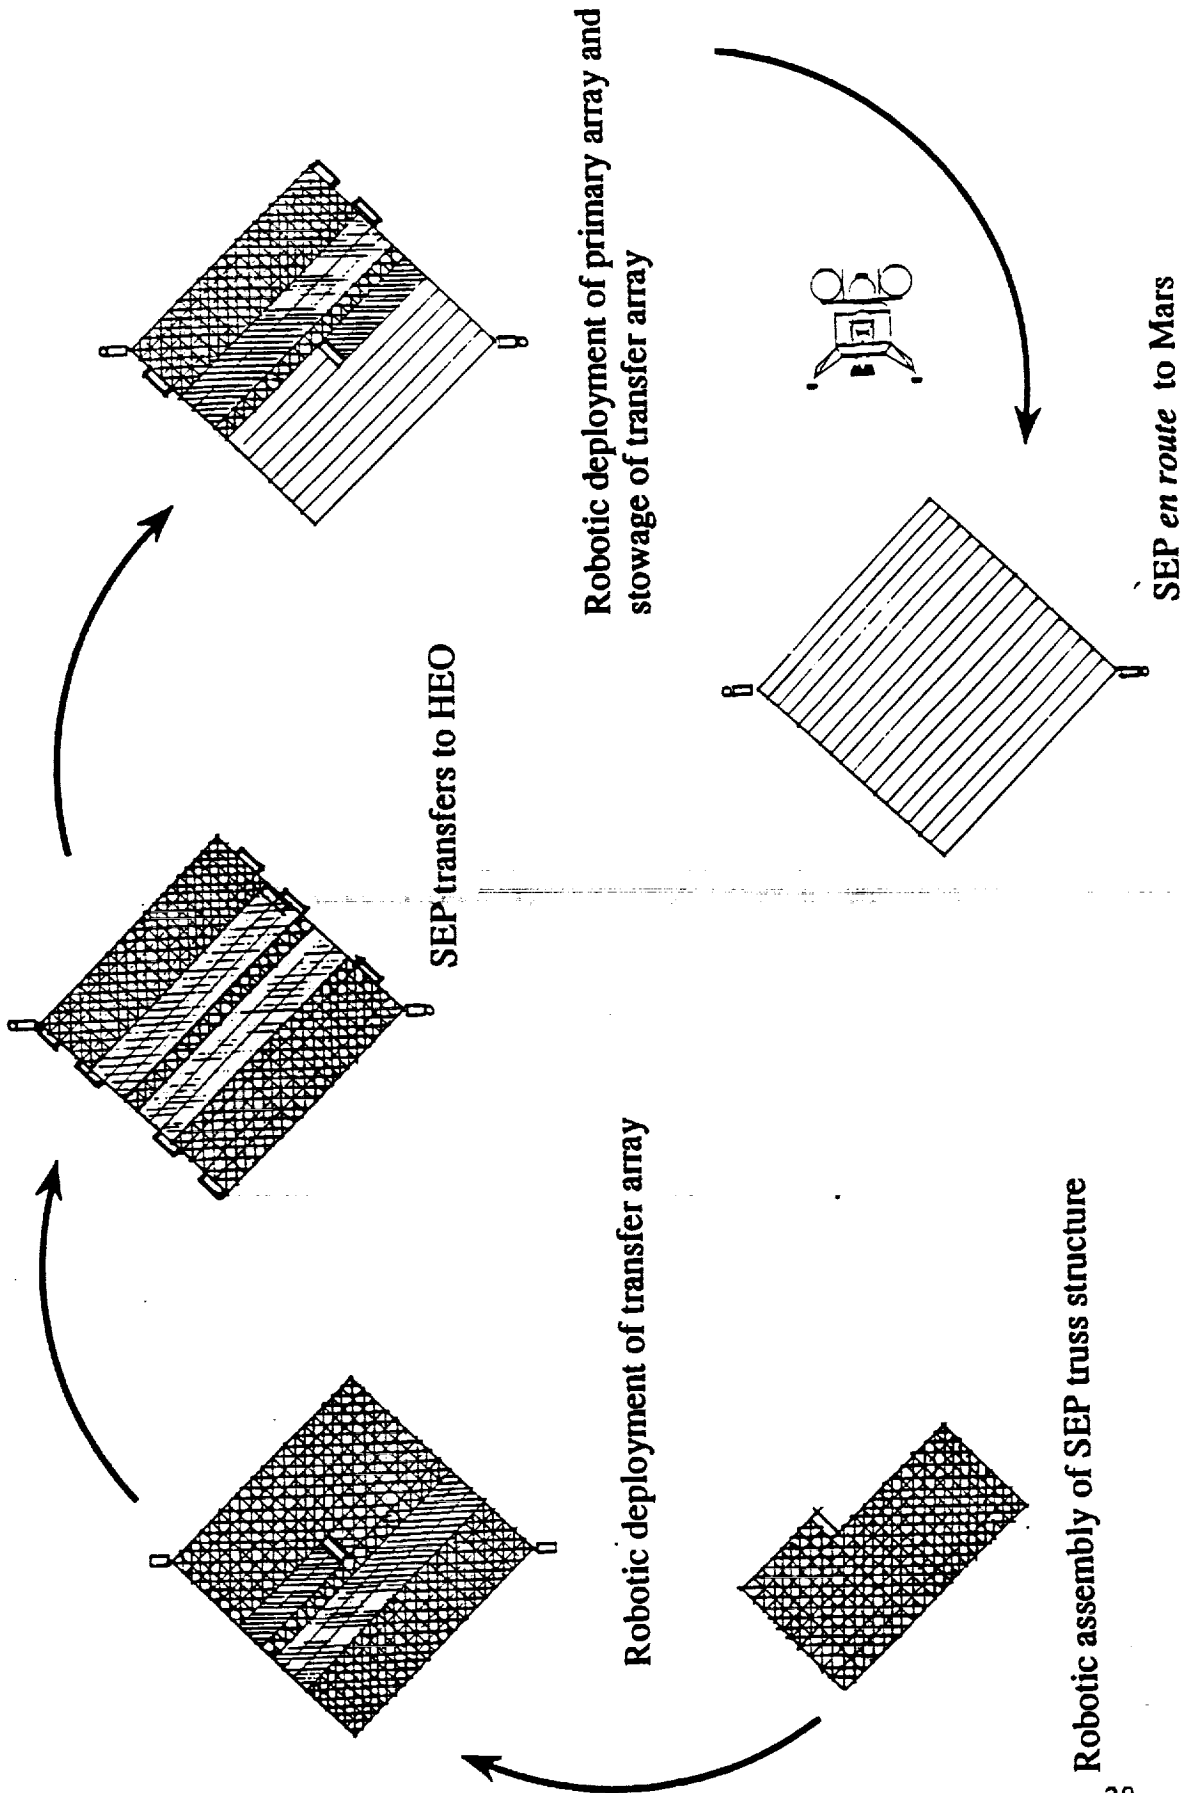 Robotic assembly of SEP truss structure
Robotic deployment of transfer array
SEP transfers to HEO
Robotic deployment of primary array and
stowage of transfer array
SEP en route to Mars